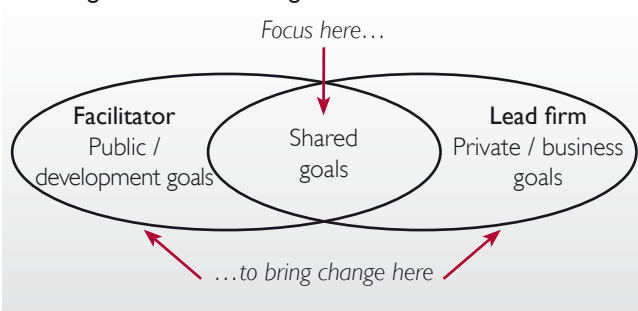 Focus here…
Facilitator
Public /
development goals
Shared
goals
Lead firm
Private / business
goals
…to bring change here